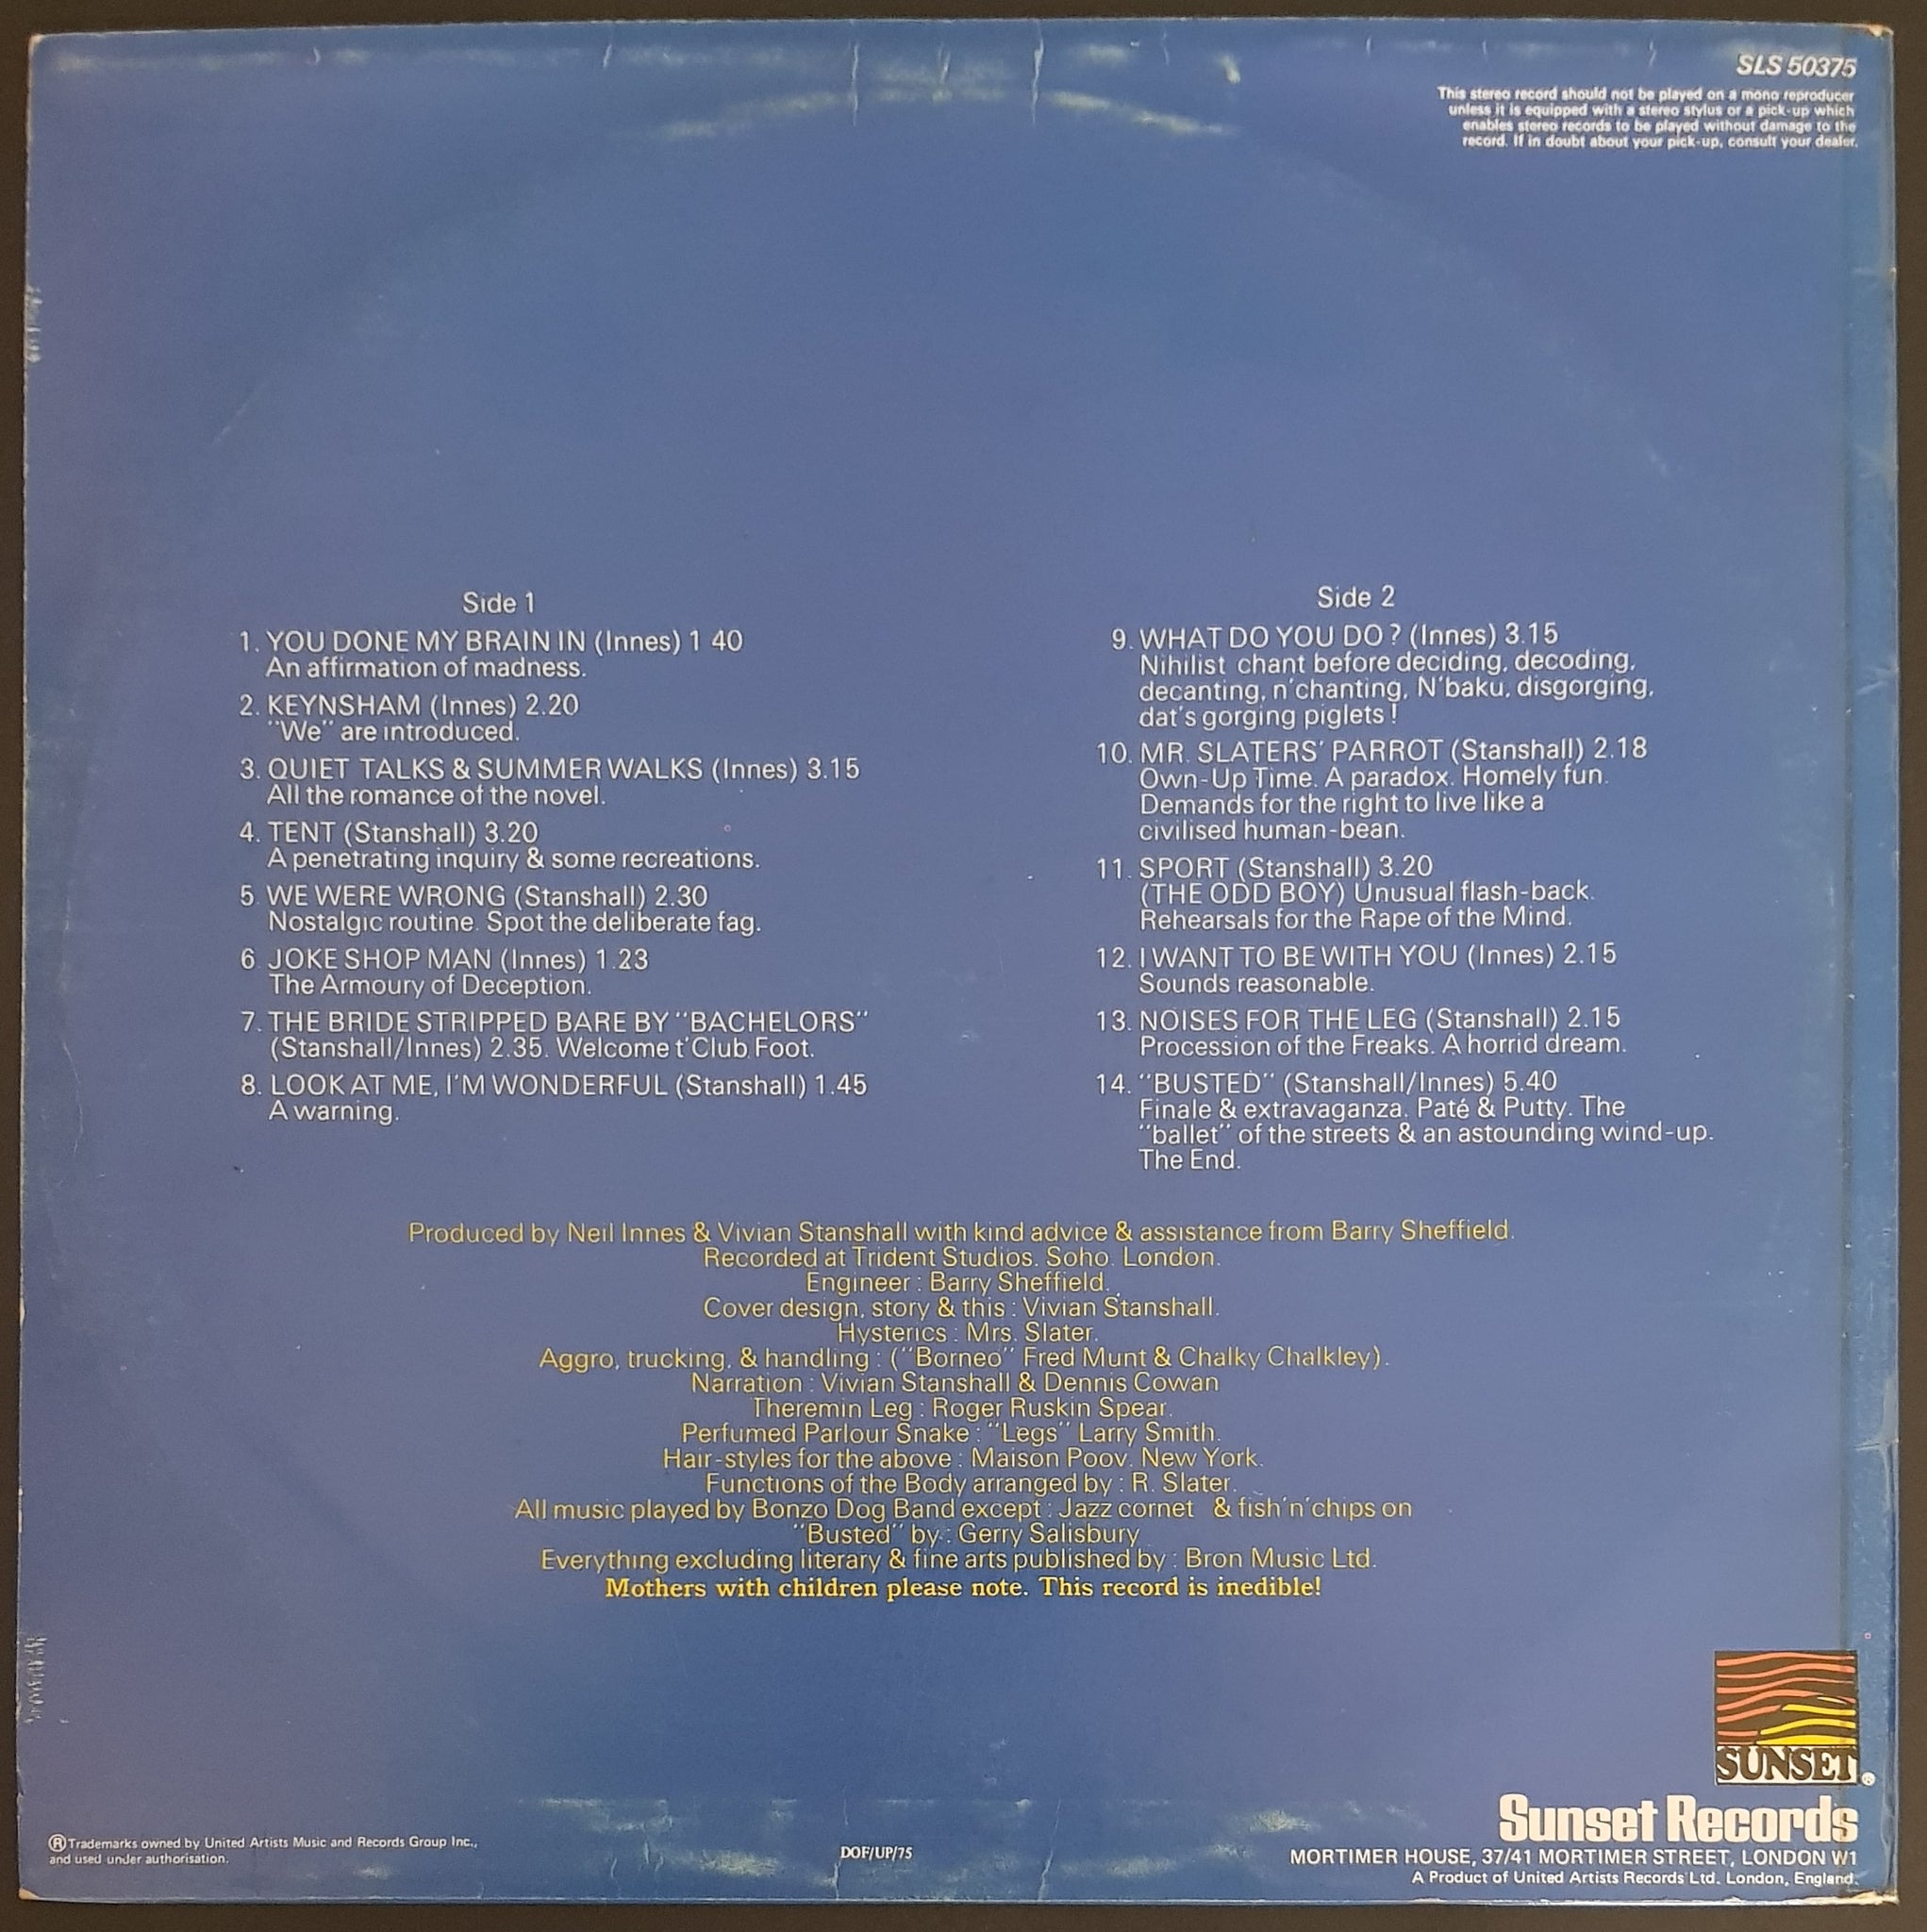 SLS 50375
This stereo record should not be played on a mono reproducer
unless it is equipped with a stereo stylus or a pick-up which
enables stereo records to be played without damage to the
record. If in doubt about your pick-up, consult your dealer.
Side 1
1. YOU DONE MY BRAIN IN (Innes) 1 40
An affirmation of madness.
2. KEYNSHAM (Innes) 2.20
"We" are introduced.
3. QUIET TALKS & SUMMER WALKS (Innes) 3.15
All the romance of the novel.
4. TENT (Stanshall) 3.20
A penetrating inquiry & some recreations.
5 WE WERE WRONG (Stanshall) 2.30
Nostalgic routine. Spot the deliberate fag.
6 JOKE SHOP MAN (Innes) 1.23
The Armoury of Deception.
7. THE BRIDE STRIPPED BARE BY "BACHELORS"
(Stanshall/Innes) 2.35. Welcome t'Club Foot.
8. LOOK AT ME, I'M WONDERFUL (Stanshall) 1.45
A warning.
Side 2
9. WHAT DO YOU DO? (Innes) 3.15
Nihilist chant before deciding, decoding,
decanting, n'chanting, N'baku, disgorging,
dat's gorging piglets!
10. MR. SLATERS' PARROT (Stanshall) 2.18
Own-Up Time. A paradox. Homely fun.
Demands for the right to live like a
civilised human-bean.
11. SPORT (Stanshall) 3.20
(THE ODD BOY) Unusual flash-back.
Rehearsals for the Rape of the Mind.
12. I WANT TO BE WITH YOU (Innes) 2.15
Sounds reasonable.
13. NOISES FOR THE LEG (Stanshall) 2.15
Procession of the Freaks. A horrid dream.
14. "BUSTED" (Stanshall/Innes) 5.40
Finale & extravaganza. Paté & Putty. The
"ballet" of the streets & an astounding wind-up.
The End.
Produced by Neil Innes & Vivian Stanshall with kind advice & assistance from Barry Sheffield.
Recorded at Trident Studios. Soho. London.
Engineer : Barry Sheffield.
Cover design, story & this : Vivian Stanshall.
Hysterics : Mrs. Slater.
Aggro, trucking, & handling : ("Borneo" Fred Munt & Chalky Chalkley).
Narration : Vivian Stanshall & Dennis Cowan
Theremin Leg : Roger Ruskin Spear.
Perfumed Parlour Snake : "Legs" Larry Smith.
Hair-styles for the above : Maison Poov. New York.
Functions of the Body arranged by : R. Slater.
All music played by Bonzo Dog Band except : Jazz cornet & fish'n'chips on
"Busted" by : Gerry Salisbury
Everything excluding literary & fine arts published by : Bron Music Ltd.
Mothers with children please note. This record is inedible!
SUNSET ®
Sunset Records
MORTIMER HOUSE, 37/41 MORTIMER STREET, LONDON W1
A Product of United Artists Records Ltd. London, England.
DOF/UP/75
® Trademarks owned by United Artists Music and Records Group Inc.,
and used under authorisation.